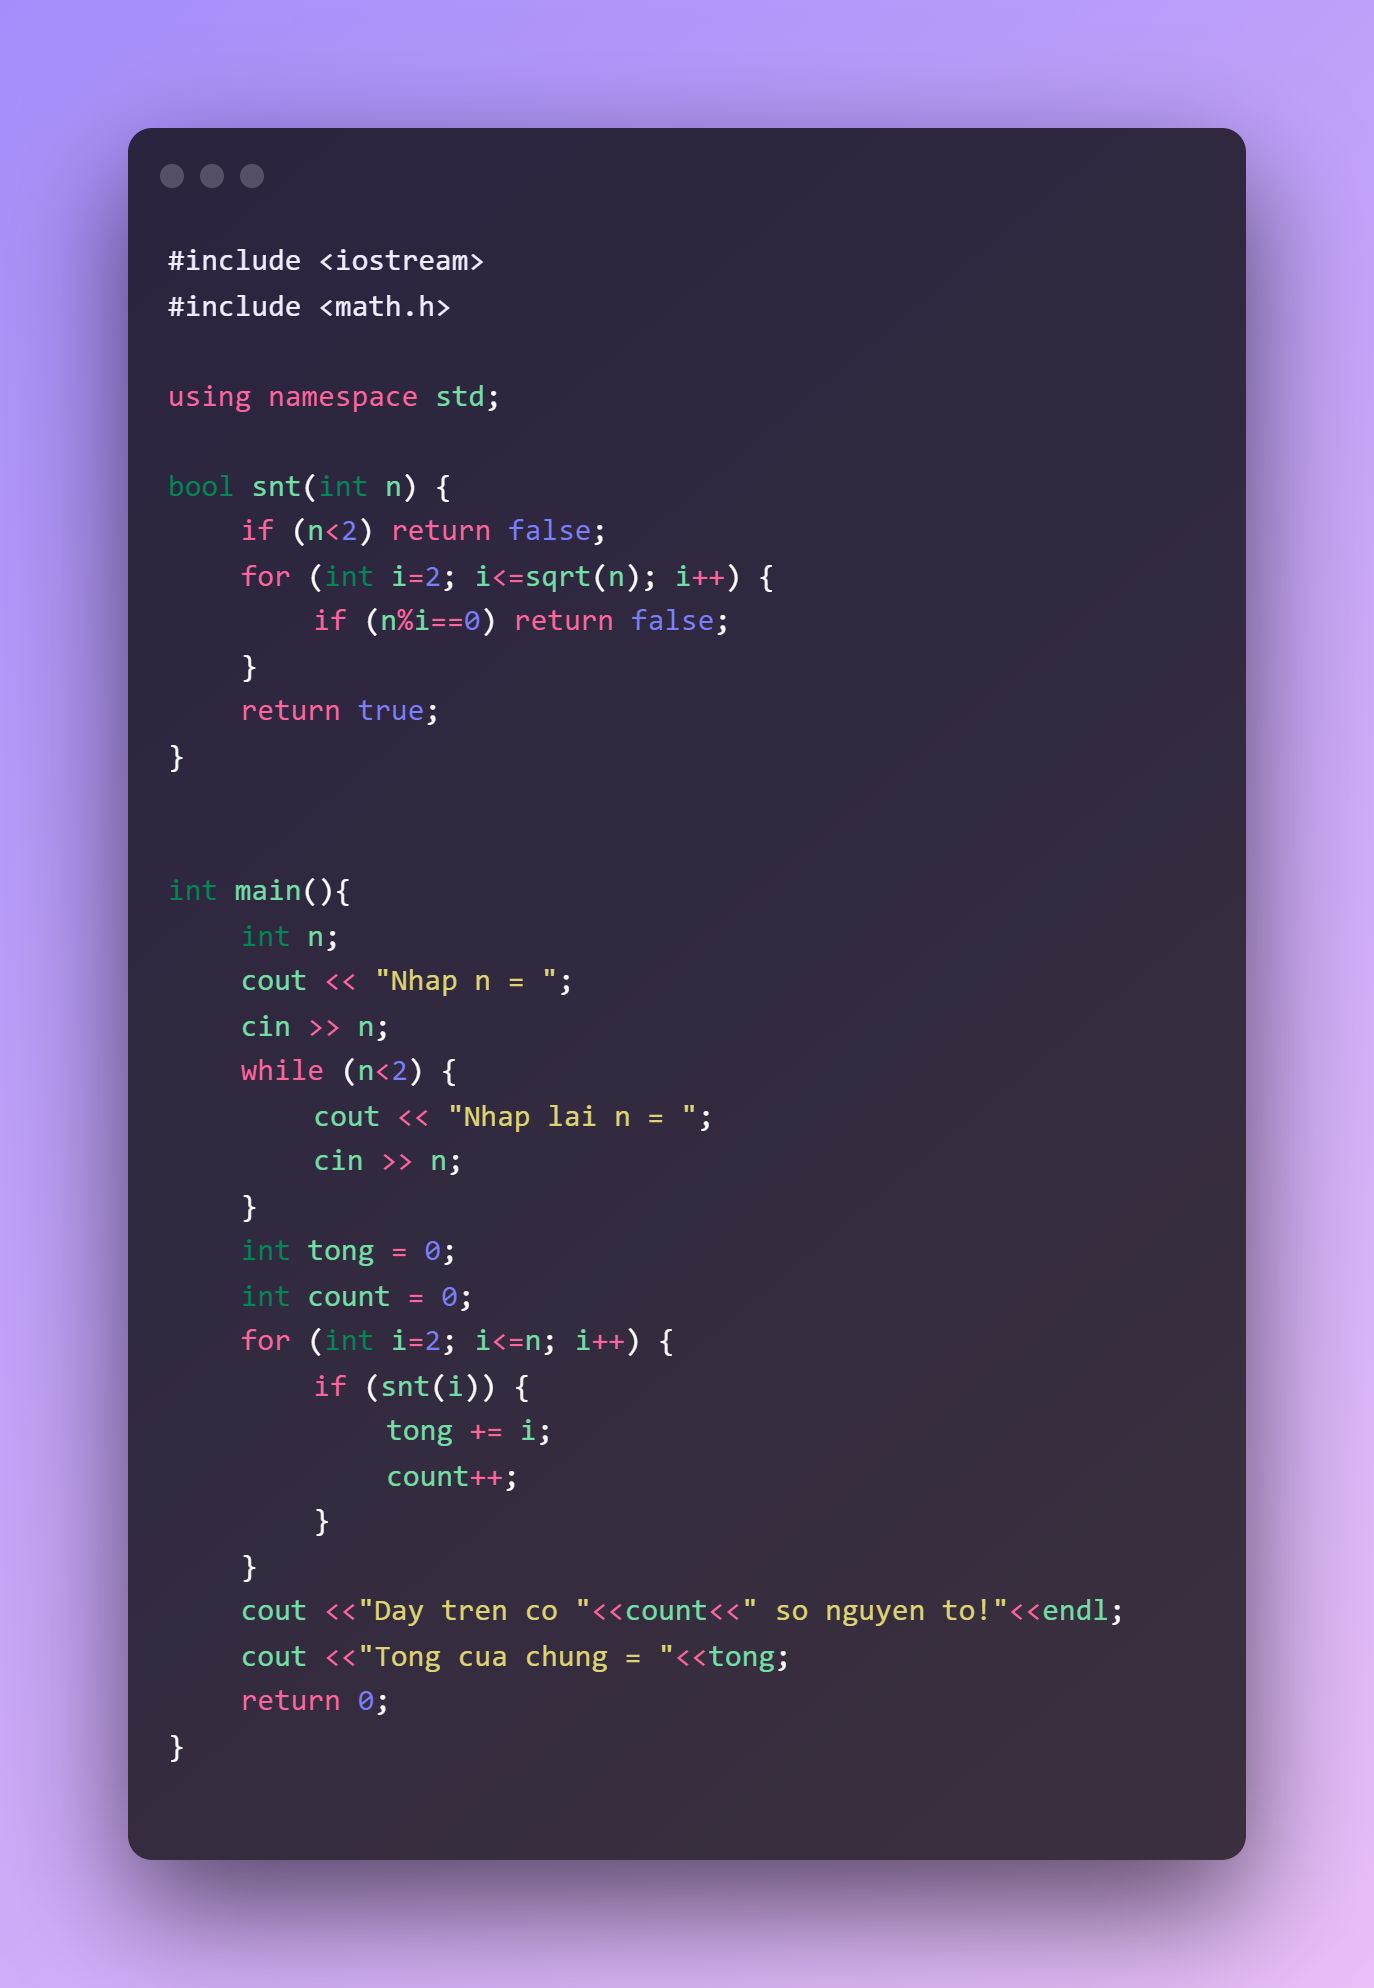 #include <iostream>
#include <math.h>
using namespace std;
bool snt(int n) {
if (n<2) return false;
for (int i=2; i<=sqrt(n); i++) {
if (n%i==0) return false;
}
return true;
}
int main(){
int n;
cout << "Nhap n = ";
cin >> n;
while (n<2) {
cout << "Nhap lai n = ";
cin >> n;
}
int tong = 0;
int count = 0;
for (int i=2; i<=n; i++) {
if (snt(i)) {
tong += i;
count++;
}
}
cout <<"Day tren co "<<count<<" so nguyen to!"<<endl;
cout <<"Tong cua chung = "<<tong;
return 0;
}